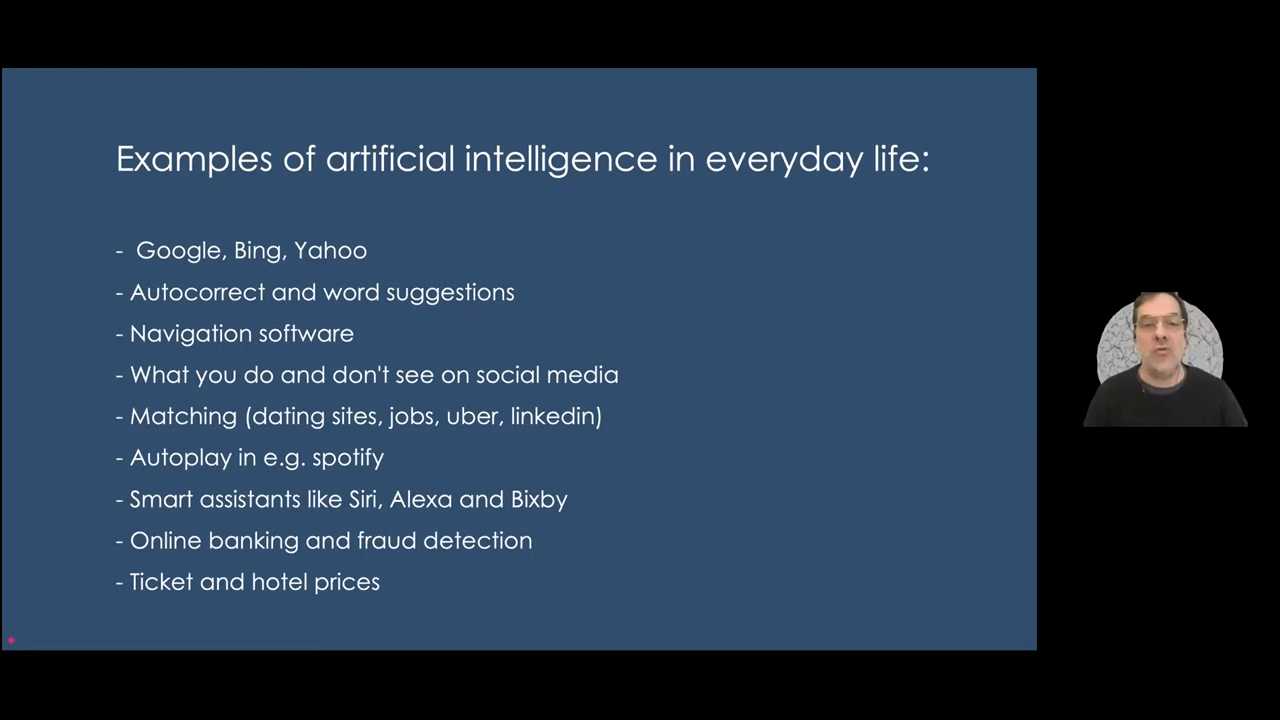 Examples of artificial intelligence in everyday life:
- Google, Bing, Yahoo
- Autocorrect and word suggestions
- Navigation software
- What you do and don't see on social media
- Matching (dating sites, jobs, uber, linkedin)
- Autoplay in e.g. spotify
- Smart assistants like Siri, Alexa and Bixby
- Online banking and fraud detection
- Ticket and hotel prices